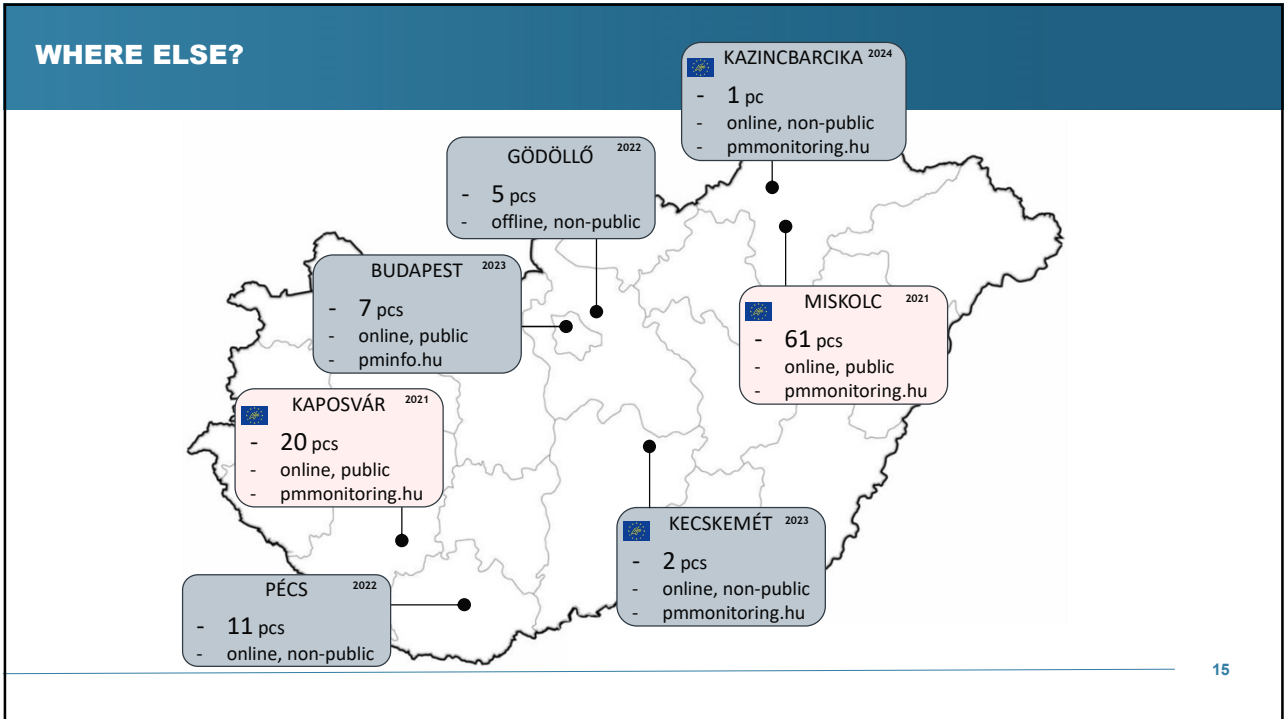 WHERE ELSE?
KAZINCBARCIKA 2024
- 1 pc
- online, non-public
- pmmonitoring.hu
GÖDÖLLŐ 2022
- 5 pcs
- offline, non-public
BUDAPEST 2023
- 7 pcs
- online, public
- pminfo.hu
MISKOLC 2021
- 61 pcs
- online, public
- pmmonitoring.hu
KAPOSVÁR 2021
- 20 pcs
- online, public
- pmmonitoring.hu
KECSKEMÉT 2023
- 2 pcs
- online, non-public
- pmmonitoring.hu
PÉCS 2022
- 11 pcs
- online, non-public
15